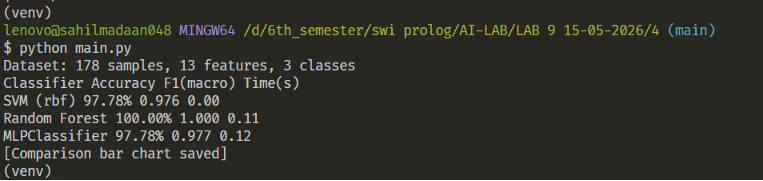 (venv)
lenovo@sahilmadaan048 MINGW64 /d/6th_semester/swi prolog/AI-LAB/LAB 9 15-05-2026/4 (main)
$ python main.py
Dataset: 178 samples, 13 features, 3 classes
Classifier Accuracy F1(macro) Time(s)
SVM (rbf) 97.78% 0.976 0.00
Random Forest 100.00% 1.000 0.11
MLPClassifier 97.78% 0.977 0.12
[Comparison bar chart saved]
(venv)